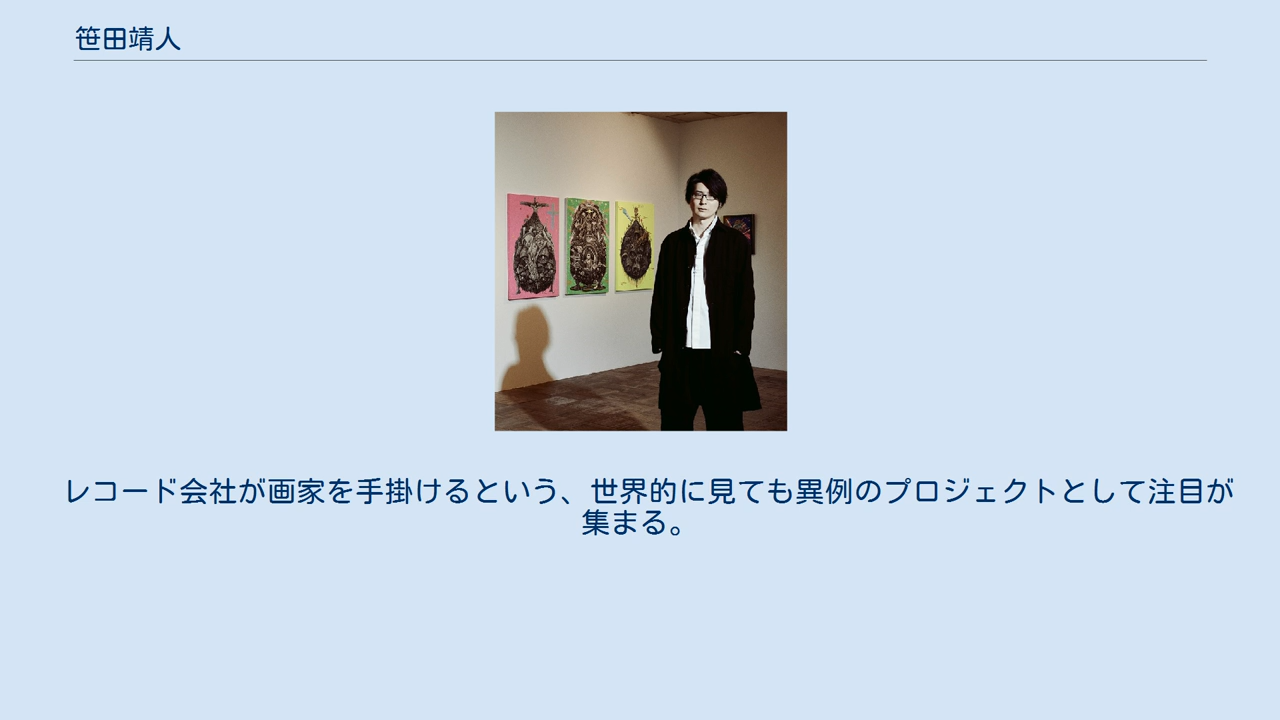 笹田靖人
レコード会社が画家を手掛けるという、世界的に見ても異例のプロジェクトとして注目が
集まる。